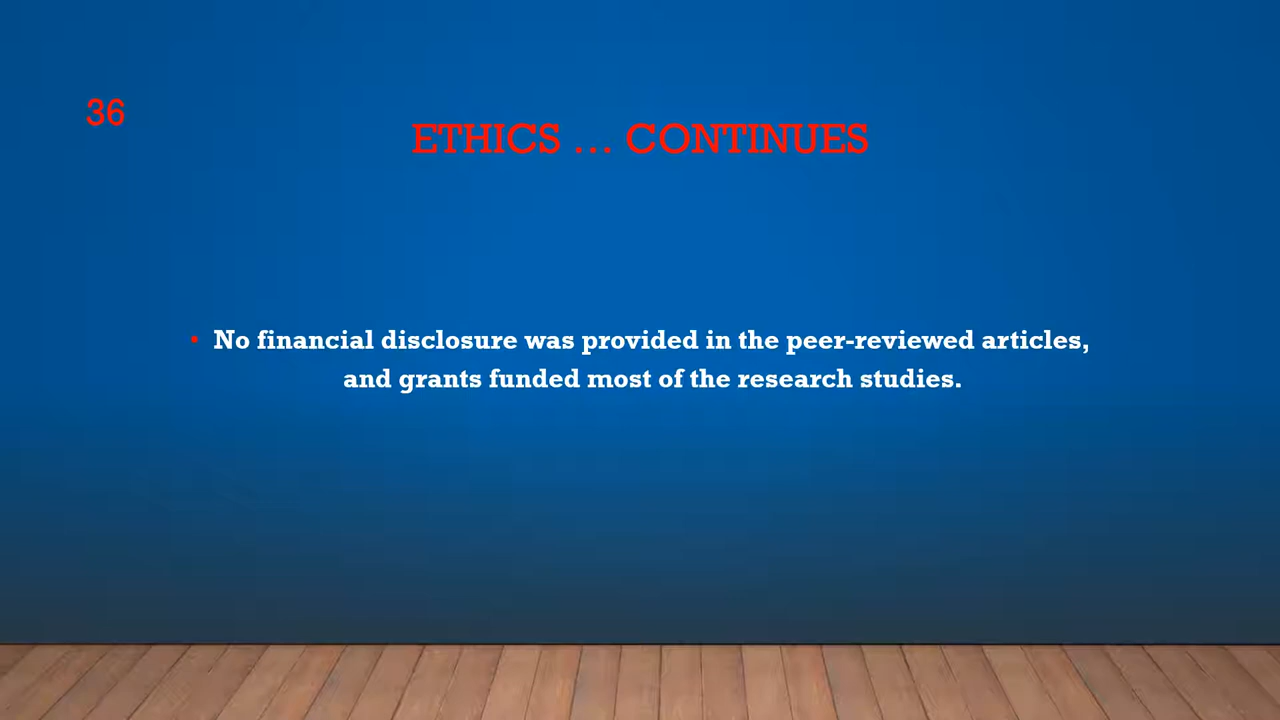 36
ETHICS ... CONTINUES
• No financial disclosure was provided in the peer-reviewed articles,
and grants funded most of the research studies.